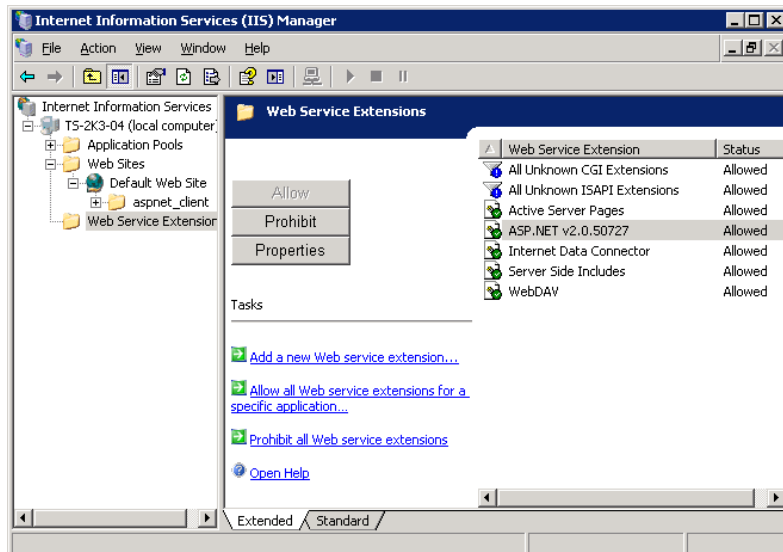 Internet Information Services (IIS) Manager
File Action View Window Help
Internet Information Services
TS-2K3-04 (local computer)
Application Pools
Web Sites
Default Web Site
aspnet_client
Web Service Extension
Web Service Extensions
Allow
Prohibit
Properties
Tasks
Add a new Web service extension...
Allow all Web service extensions for a
specific application...
Prohibit all Web service extensions
Open Help
Web Service Extension Status
All Unknown CGI Extensions Allowed
All Unknown ISAPI Extensions Allowed
Active Server Pages Allowed
ASP.NET v2.0.50727 Allowed
Internet Data Connector Allowed
Server Side Includes Allowed
WebDAV Allowed
Extended Standard